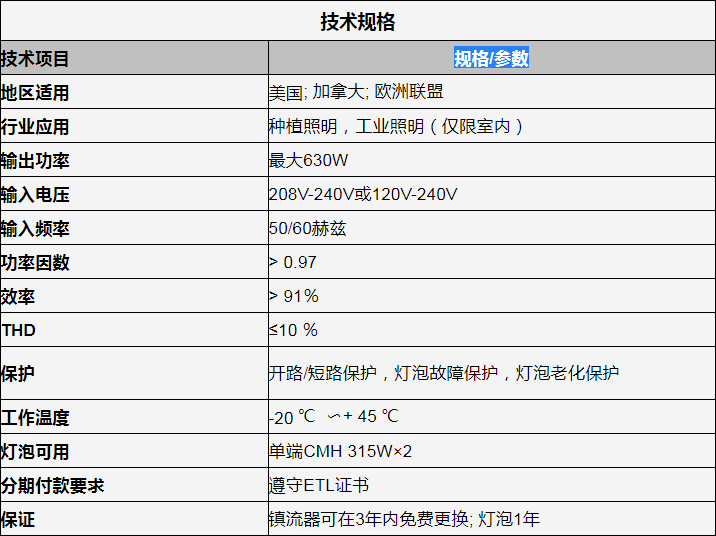 技术规格
技术项目 规格/参数
地区适用 美国; 加拿大; 欧洲联盟
行业应用 种植照明，工业照明（仅限室内）
输出功率 最大630W
输入电压 208V-240V或120V-240V
输入频率 50/60赫兹
功率因数 > 0.97
效率 > 91％
THD ≤10 ％
保护 开路/短路保护，灯泡故障保护，灯泡老化保护
工作温度 -20 ℃ ∽+ 45 ℃
灯泡可用 单端CMH 315W×2
分期付款要求 遵守ETL证书
保证 镇流器可在3年内免费更换; 灯泡1年